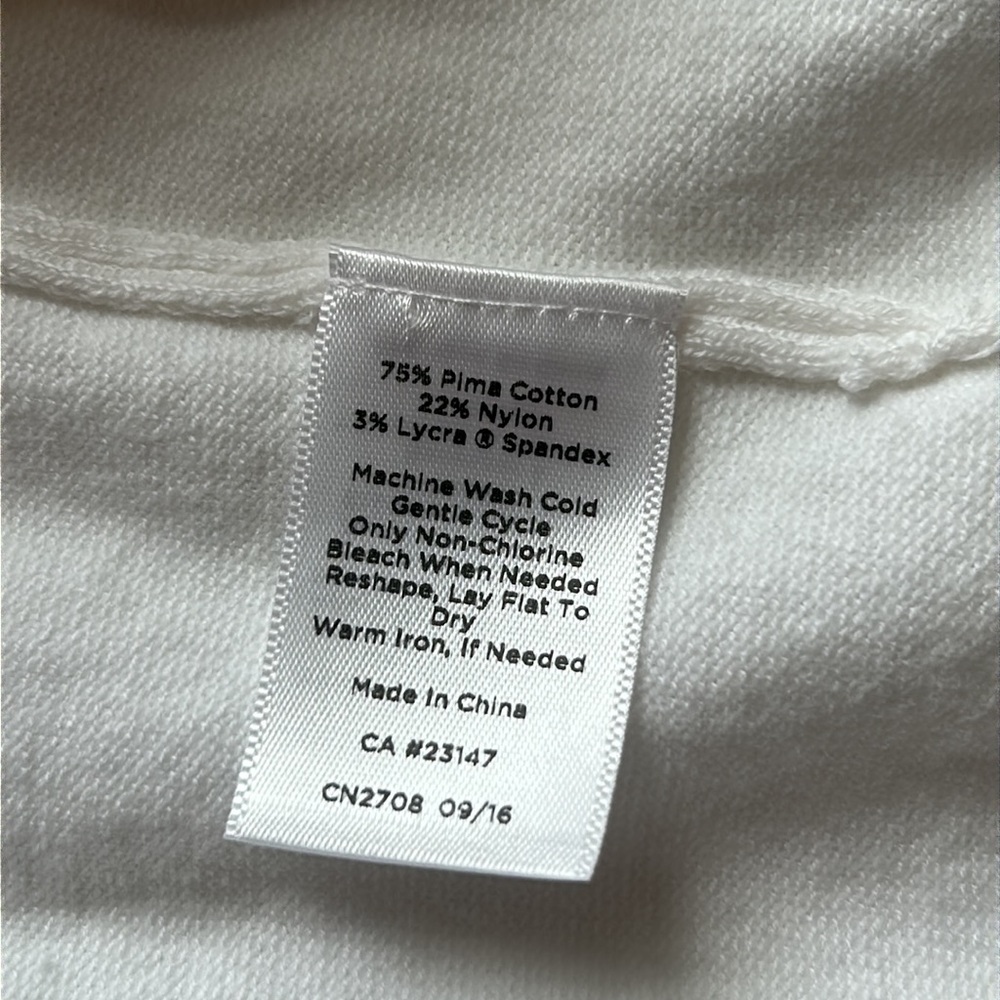 75% Pima Cotton
22% Nylon
3% Lycra ® Spandex
Machine Wash Cold
Gentle Cycle
Only Non-Chlorine
Bleach When Needed
Reshape, Lay Flat To
Dry
Warm Iron, If Needed
Made In China
CA #23147
CN2708 09/16